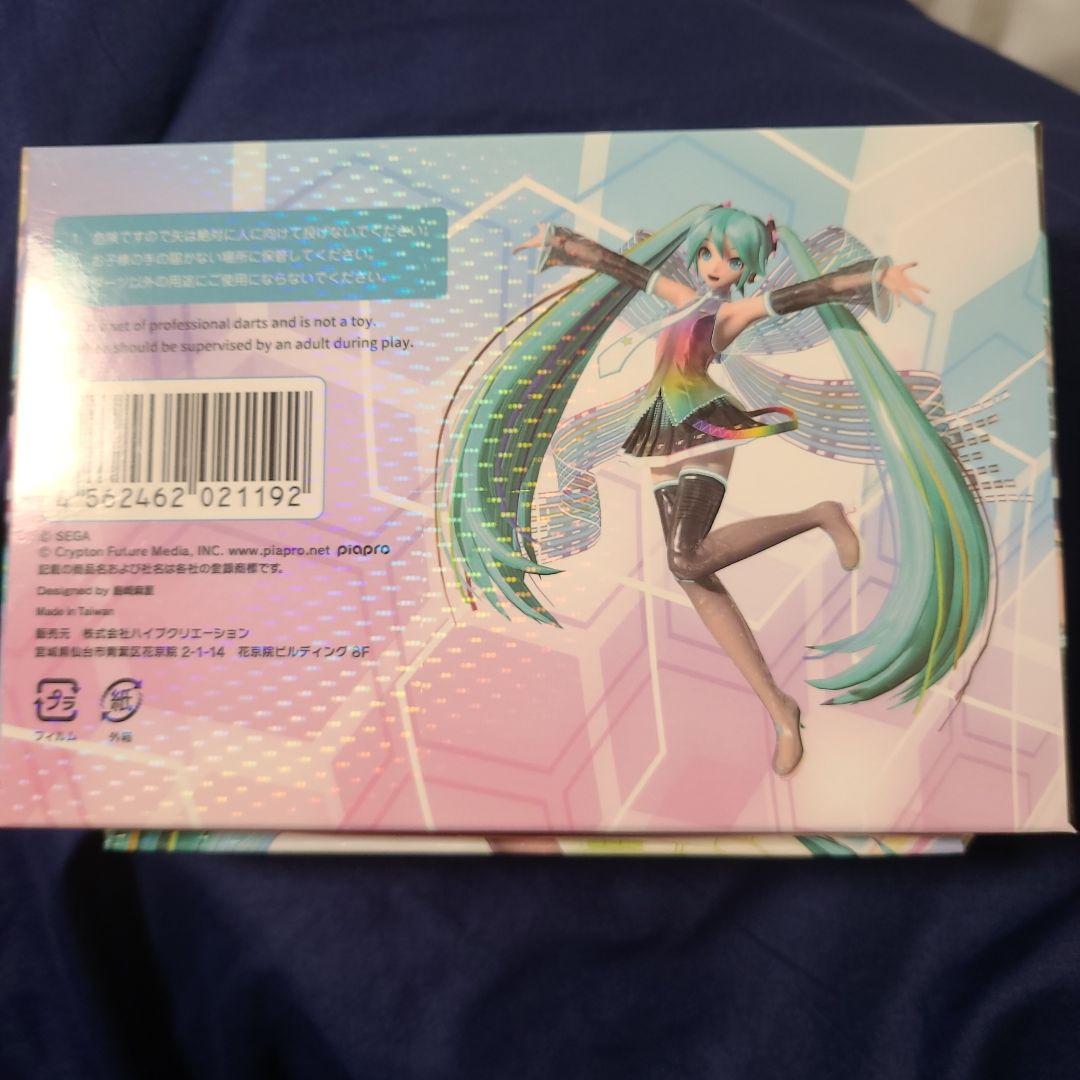 1. 危険ですので矢は絶対に人に向けて投げないでください。
お子様の手の届かない場所に保管してください。
以外の用途にご使用にならないでください。
set of professional darts and is not a toy.
should be supervised by an adult during play.
4 562462 021192
© SEGA
© Crypton Future Media, INC. www.piapro.net piapro
記載の商品名および社名は各社の登録商標です。
Designed by
Made in Taiwan
販売元 株式会社ハイブクリエーション
宮城県仙台市青葉区花京院 2-1-14 花京院ビルディング 8F
プラ 紙
フィルム 外箱